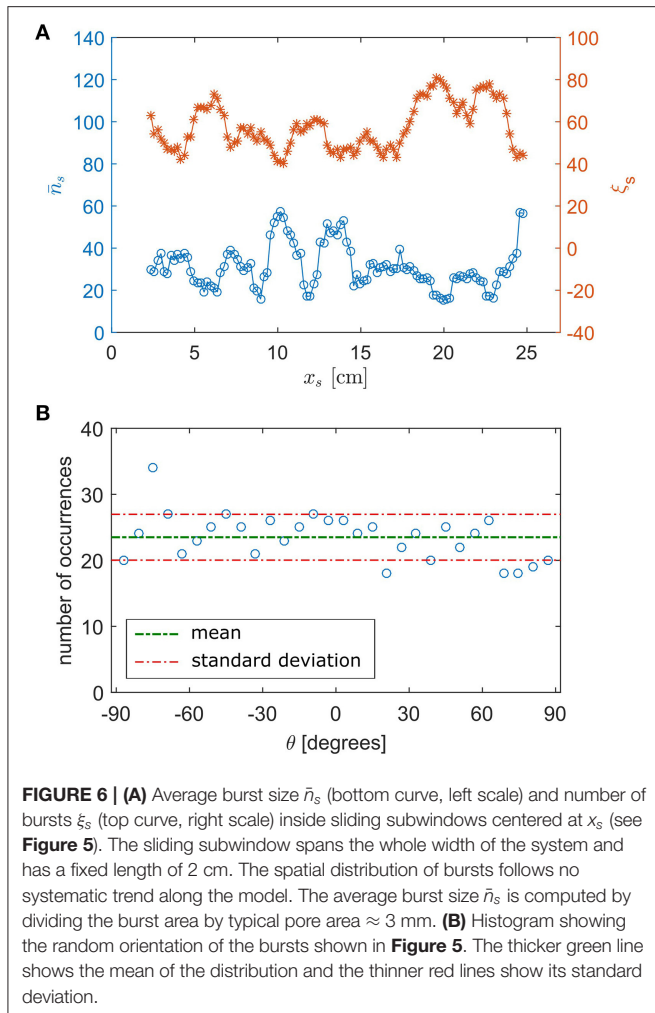 A
140
120
100
80
60
40
20
0
n̄s
100
80
60
40
20
0
-20
-40
ξs
0 5 10 15 20 25
xs [cm]
B
40
30
20
10
0
number of occurrences
mean
standard deviation
-90 -60 -30 0 30 60 90
θ [degrees]
FIGURE 6 | (A) Average burst size n̄s (bottom curve, left scale) and number of
bursts ξs (top curve, right scale) inside sliding subwindows centered at xs (see
Figure 5). The sliding subwindow spans the whole width of the system and
has a fixed length of 2 cm. The spatial distribution of bursts follows no
systematic trend along the model. The average burst size n̄s is computed by
dividing the burst area by typical pore area ≈ 3 mm. (B) Histogram showing
the random orientation of the bursts shown in Figure 5. The thicker green line
shows the mean of the distribution and the thinner red lines show its standard
deviation.